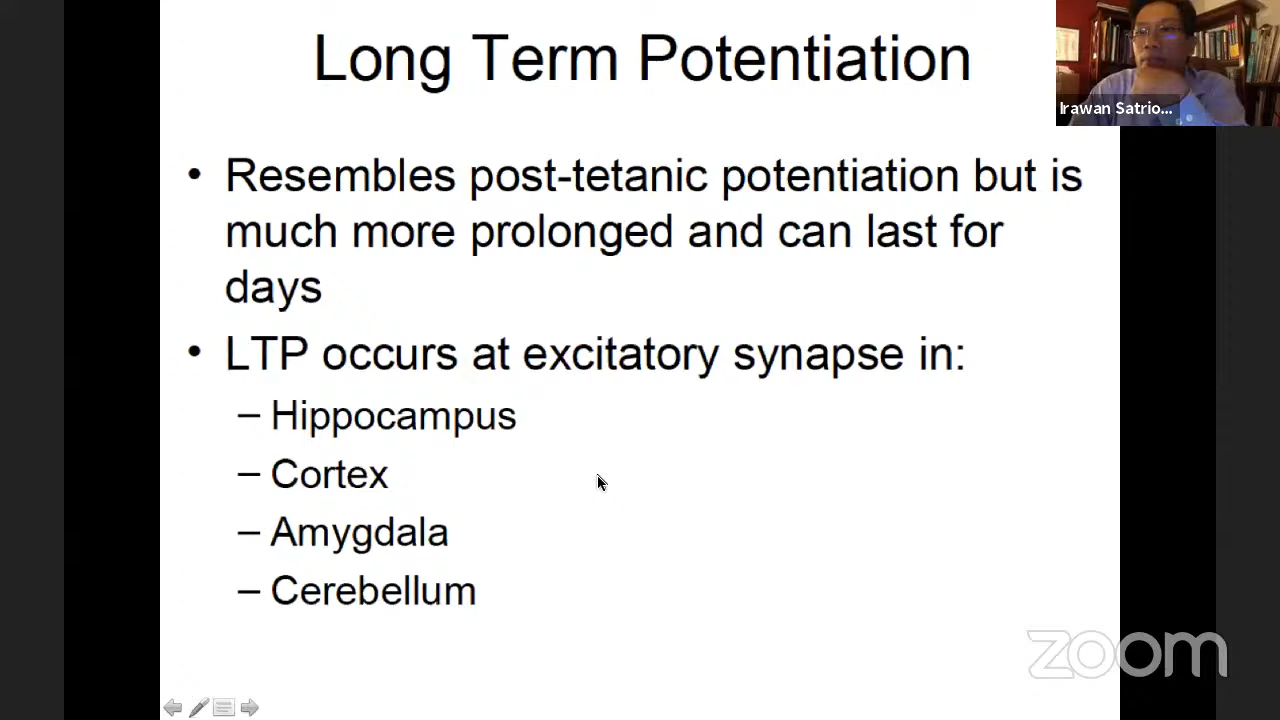 Long Term Potentiation
Irawan Satrio...
• Resembles post-tetanic potentiation but is
much more prolonged and can last for
days
• LTP occurs at excitatory synapse in:
– Hippocampus
– Cortex
– Amygdala
– Cerebellum
zoom